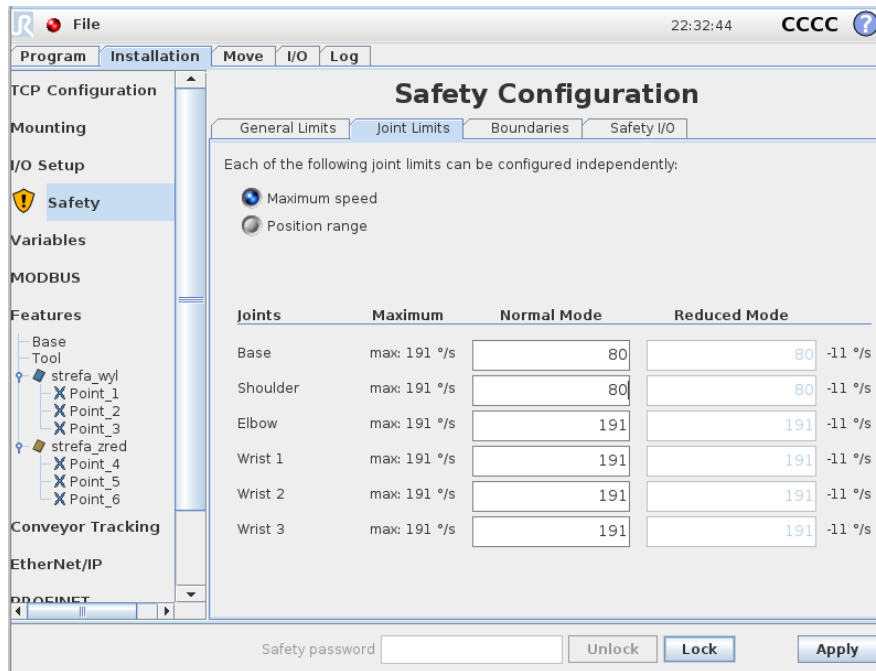 File 22:32:44 CCCC ?
Program Installation Move I/O Log
TCP Configuration
Mounting
I/O Setup
Safety
Variables
MODBUS
Features
Base
Tool
strefa_wyl
Point_1
Point_2
Point_3
strefa_zred
Point_4
Point_5
Point_6
Conveyor Tracking
EtherNet/IP
PROFINET
Safety Configuration
General Limits Joint Limits Boundaries Safety I/O
Each of the following joint limits can be configured independently:
Maximum speed
Position range
Joints Maximum Normal Mode Reduced Mode
Base max: 191 °/s 80 80 -11 °/s
Shoulder max: 191 °/s 80 80 -11 °/s
Elbow max: 191 °/s 191 191 -11 °/s
Wrist 1 max: 191 °/s 191 191 -11 °/s
Wrist 2 max: 191 °/s 191 191 -11 °/s
Wrist 3 max: 191 °/s 191 191 -11 °/s
Safety password Unlock Lock Apply